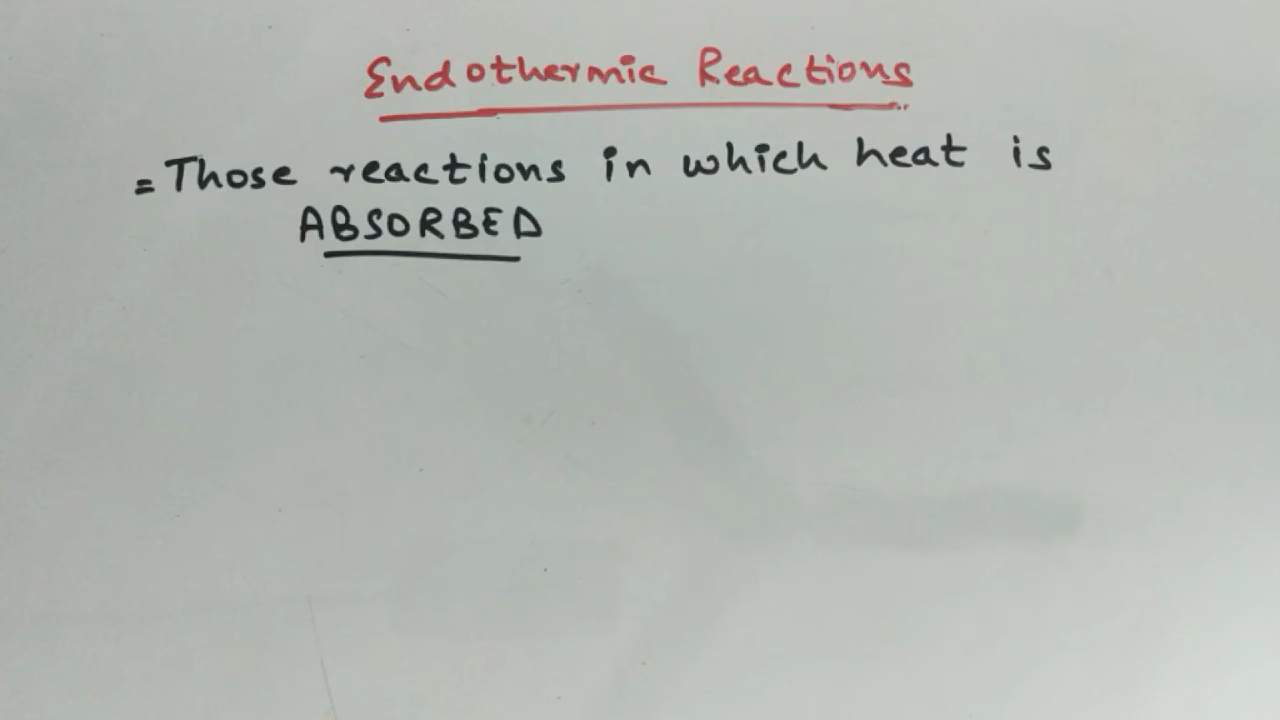 Endothermic Reactions
= Those reactions in which heat is
ABSORBED